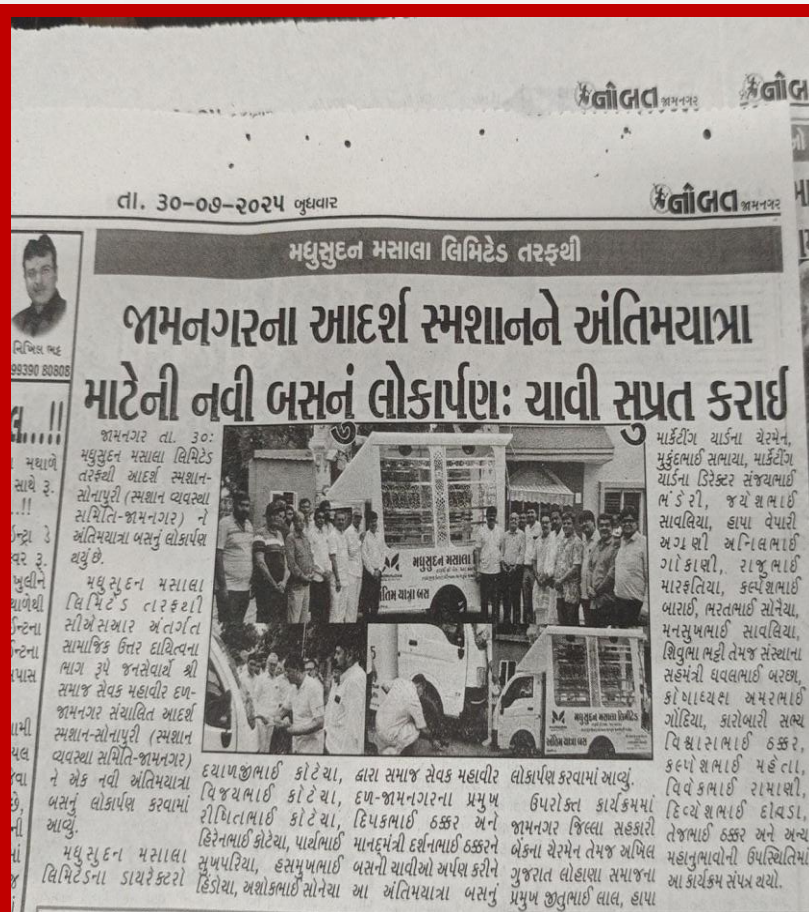 નોબત જામનગર
તા. ૩૦-૦૭-૨૦૨૫ બુધવાર
નોબત જામનગર
મધુસુદન મસાલા લિમિટેડ તરફથી
જામનગરના આદર્શ સ્મશાનને અંતિમયાત્રા
માટેની નવી બસનું લોકાર્પણઃ ચાવી સુપ્રત કરાઈ
નિખિલ ભટ્ટ
99390 80808
જામનગર તા. ૩૦:
મધુસુદન મસાલા લિમિટેડ
તરફથી આદર્શ સ્મશાન-
સોનાપુરી (સ્મશાન વ્યવસ્થા
સમિતિ-જામનગર) ને
અંતિમયાત્રા બસનું લોકાર્પણ
થયું છે.
મધુસુદન મસાલા
લિમિટેડ તરફથી
સીએસઆર અંતર્ગત
સામાજિક ઉત્તર દાયિત્વના
ભાગ રૂપે જનસેવાર્થે શ્રી
સમાજ સેવક મહાવીર દળ-
જામનગર સંચાલિત આદર્શ
સ્મશાન-સોનાપુરી (સ્મશાન
વ્યવસ્થા સમિતિ-જામનગર)
ને એક નવી અંતિમયાત્રા
બસનું લોકાર્પણ કરવામાં
આવ્યું.
મધુસુદન મસાલા
લિમિટેડના ડાયરેક્ટરો
મધુસુદન મસાલા
અંતિમ યાત્રા બસ
મધુસુદન મસાલા લિમિટેડ
અંતિમ યાત્રા બસ
દયાળજીભાઈ કોટેચા,
વિજયભાઈ કોટેચા,
રીષિતભાઈ કોટેચા,
હિરેનભાઈ કોટેચા, પાર્થભાઈ
સુખપરિયા, હસમુખભાઈ
હિંડોચા, અશોકભાઈ સોનેચા
દ્વારા સમાજ સેવક મહાવીર
દળ-જામનગરના પ્રમુખ
દિપકભાઈ ઠક્કર અને
માનદમંત્રી દર્શનભાઈ ઠક્કરને
બસની ચાવીઓ અર્પણ કરીને
આ અંતિમયાત્રા બસનું
લોકાર્પણ કરવામાં આવ્યું.
ઉપરોક્ત કાર્યક્રમમાં
જામનગર જિલ્લા સહકારી
બેંકના ચેરમેન તેમજ અખિલ
ગુજરાત લોહાણા સમાજના
પ્રમુખ જીતુભાઈ લાલ, હાપા
માર્કેટીંગ યાર્ડના ચેરમેન,
મુકુંદભાઈ સભાયા, માર્કેટીંગ
યાર્ડના ડિરેક્ટર સંજયભાઈ
ભંડેરી, જયેશભાઈ
સાવલિયા, હાપા વેપારી
અગ્રણી અનિલભાઈ
ગોકાણી, રાજુભાઈ
મારફતિયા, કલ્પેશભાઈ
બારાઈ, ભરતભાઈ સોનેચા,
મનસુખભાઈ સાવલિયા,
શિવુભા ભટ્ટી તેમજ સંસ્થાના
સહમંત્રી ધવલભાઈ બરછા,
કોષાધ્યક્ષ અમરભાઈ
ગોંદિયા, કારોબારી સભ્ય
વિશ્વાસભાઈ ઠક્કર,
કલ્પેશભાઈ મહેતા,
વિવેકભાઈ રામાણી,
દિવ્યેશભાઈ દાવડા,
તેજભાઈ ઠક્કર અને અન્ય
મહાનુભાવોની ઉપસ્થિતિમાં
આ કાર્યક્રમ સંપન્ન થયો.